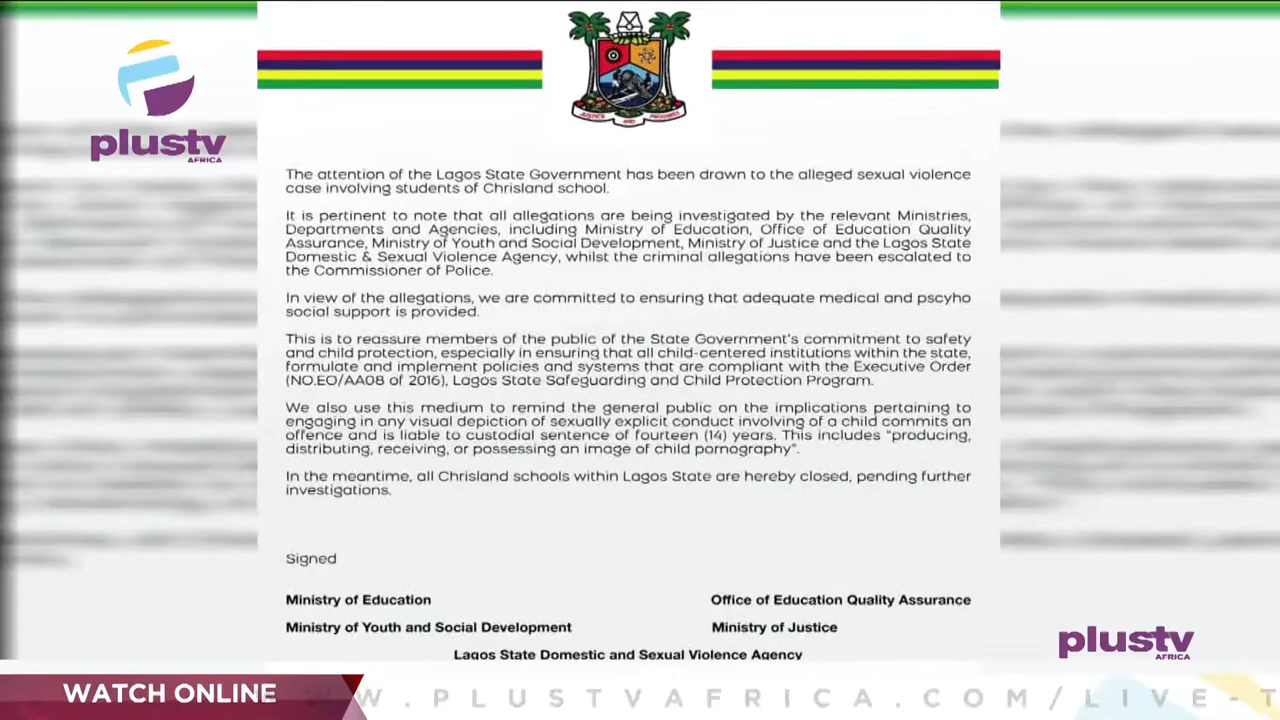 plustv
AFRICA
JUSTICE AND PROGRESS
The attention of the Lagos State Government has been drawn to the alleged sexual violence
case involving students of Chrisland school.
It is pertinent to note that all allegations are being investigated by the relevant Ministries,
Departments and Agencies, including Ministry of Education, Office of Education Quality
Assurance, Ministry of Youth and Social Development, Ministry of Justice and the Lagos State
Domestic & Sexual Violence Agency, whilst the criminal allegations have been escalated to
the Commissioner of Police.
In view of the allegations, we are committed to ensuring that adequate medical and pscyho
social support is provided.
This is to reassure members of the public of the State Government's commitment to safety
and child protection, especially in ensuring that all child-centered institutions within the state,
formulate and implement policies and systems that are compliant with the Executive Order
(NO.EO/AA08 of 2016), Lagos State Safeguarding and Child Protection Program.
We also use this medium to remind the general public on the implications pertaining to
engaging in any visual depiction of sexually explicit conduct involving of a child commits an
offence and is liable to custodial sentence of fourteen (14) years. This includes "producing,
distributing, receiving, or possessing an image of child pornography".
In the meantime, all Chrisland schools within Lagos State are hereby closed, pending further
investigations.
Signed
Ministry of Education
Office of Education Quality Assurance
Ministry of Youth and Social Development
Ministry of Justice
Lagos State Domestic and Sexual Violence Agency
plustv
AFRICA
WATCH ONLINE
W.PLUSTVAFRICA.COM/LIVE-T